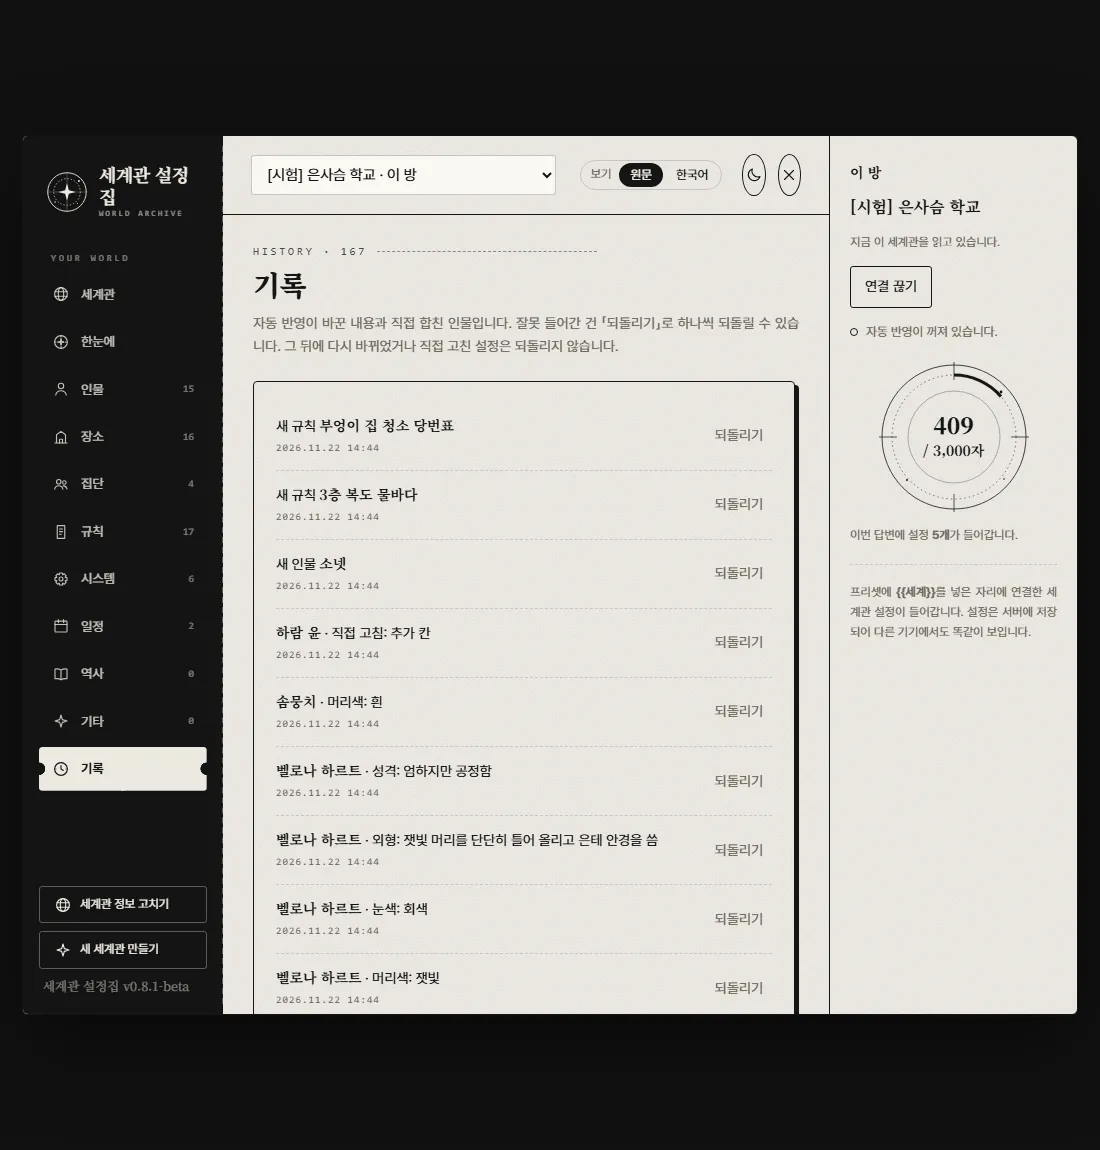 세계관 설정
집
WORLD ARCHIVE
YOUR WORLD
세계관
한눈에
인물 15
장소 16
집단 4
규칙 17
시스템 6
일정 2
역사 0
기타 0
기록
세계관 정보 고치기
새 세계관 만들기
세계관 설정집 v0.8.1-beta
[시험] 은사슴 학교 · 이 방
보기 원문 한국어
HISTORY · 167
기록
자동 반영이 바꾼 내용과 직접 합친 인물입니다. 잘못 들어간 건 「되돌리기」로 하나씩 되돌릴 수 있습
니다. 그 뒤에 다시 바뀌었거나 직접 고친 설정은 되돌리지 않습니다.
새 규칙 부엉이 집 청소 당번표
2026.11.22 14:44
되돌리기
새 규칙 3층 복도 물바다
2026.11.22 14:44
되돌리기
새 인물 소넷
2026.11.22 14:44
되돌리기
하람 윤 · 직접 고침: 추가 칸
2026.11.22 14:44
되돌리기
솜뭉치 · 머리색: 흰
2026.11.22 14:44
되돌리기
벨로나 하르트 · 성격: 엄하지만 공정함
2026.11.22 14:44
되돌리기
벨로나 하르트 · 외형: 잿빛 머리를 단단히 틀어 올리고 은테 안경을 씀
2026.11.22 14:44
되돌리기
벨로나 하르트 · 눈색: 회색
2026.11.22 14:44
되돌리기
벨로나 하르트 · 머리색: 잿빛
2026.11.22 14:44
되돌리기
이 방
[시험] 은사슴 학교
지금 이 세계관을 읽고 있습니다.
연결 끊기
자동 반영이 꺼져 있습니다.
409
/ 3,000자
이번 답변에 설정 5개가 들어갑니다.
프리셋에 {{세계}}를 넣은 자리에 연결한 세
계관 설정이 들어갑니다. 설정은 서버에 저장
되어 다른 기기에서도 똑같이 보입니다.